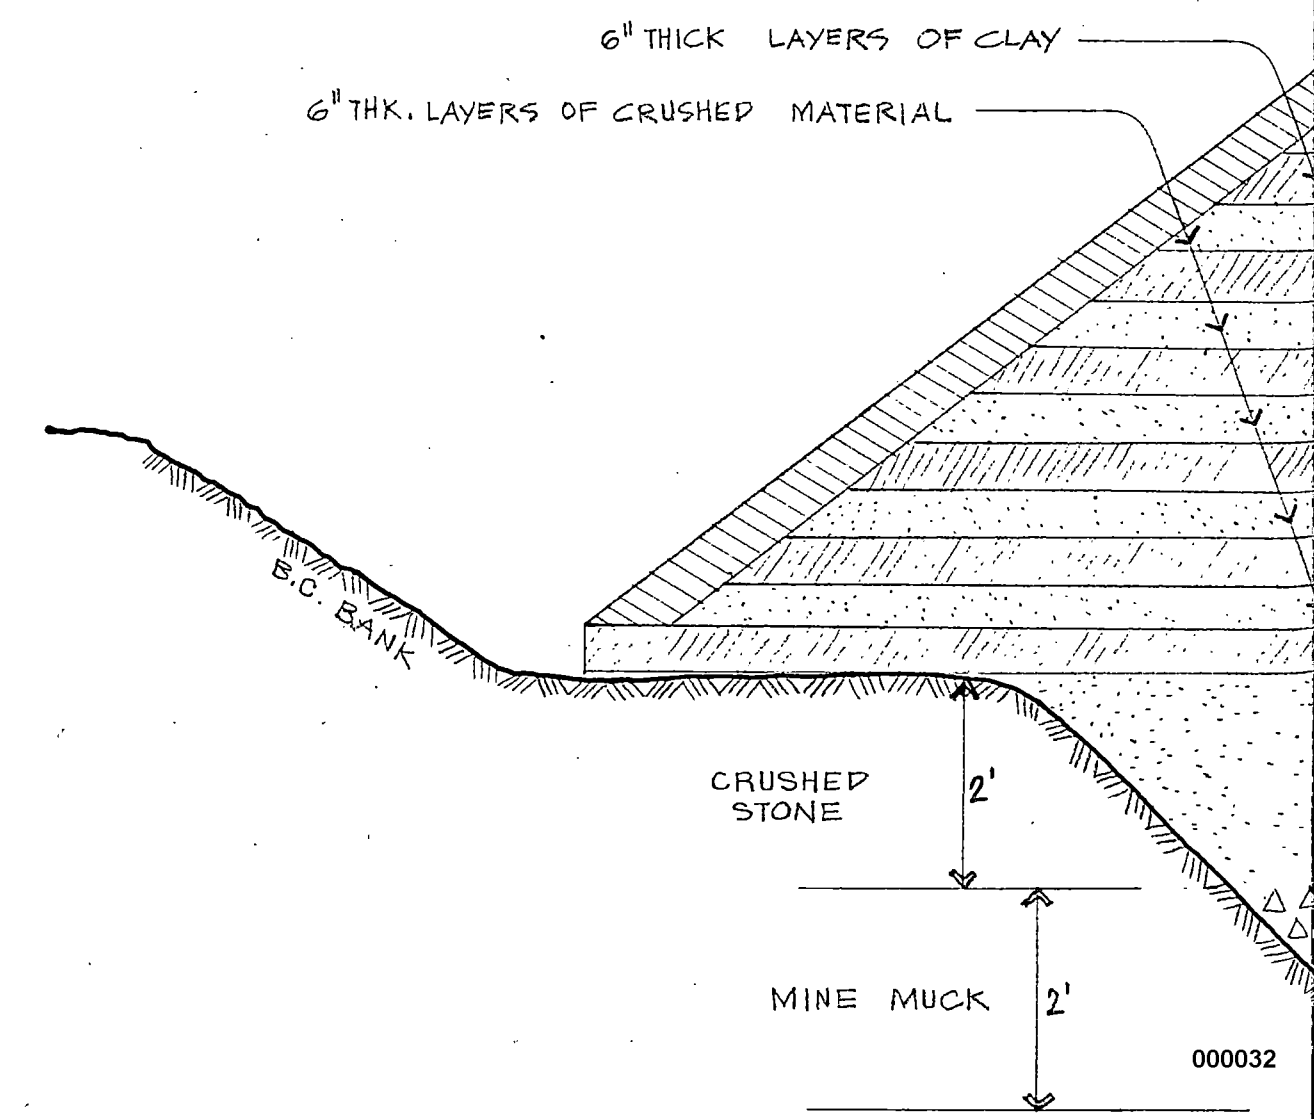 6" THICK LAYERS OF CLAY
6" THK. LAYERS OF CRUSHED MATERIAL
B.C. BANK
CRUSHED
STONE
2'
MINE MUCK
2'
000032